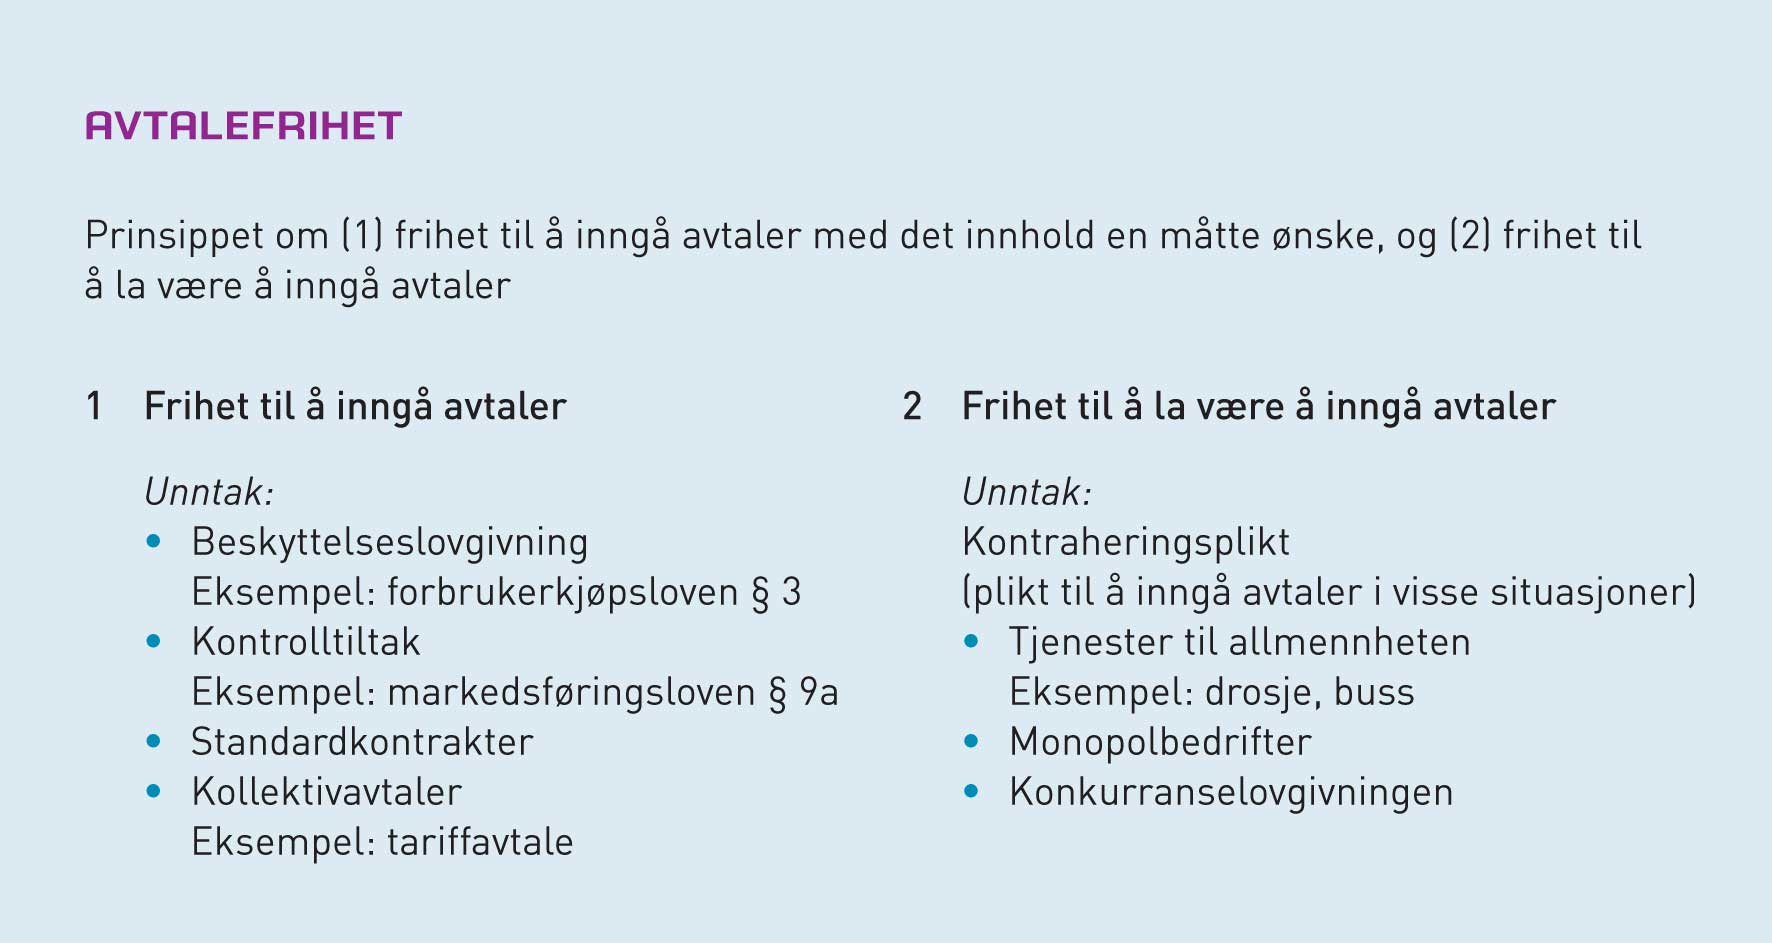 AVTALEFRIHET
Prinsippet om (1) frihet til å inngå avtaler med det innhold en måtte ønske, og (2) frihet til
å la være å inngå avtaler
1 Frihet til å inngå avtaler
Unntak:
• Beskyttelseslovgivning
Eksempel: forbrukerkjøpsloven § 3
• Kontrolltiltak
Eksempel: markedsføringsloven § 9a
• Standardkontrakter
• Kollektivavtaler
Eksempel: tariffavtale
2 Frihet til å la være å inngå avtaler
Unntak:
Kontraheringsplikt
(plikt til å inngå avtaler i visse situasjoner)
• Tjenester til allmennheten
Eksempel: drosje, buss
• Monopolbedrifter
• Konkurranselovgivningen